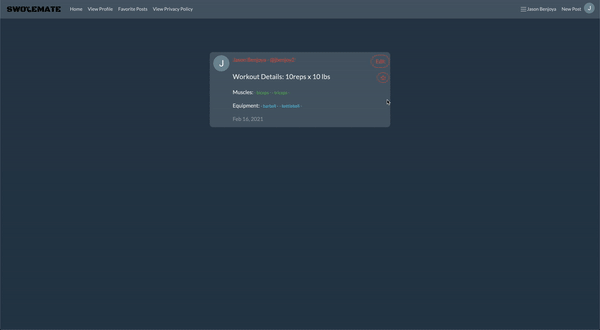 SWOLEMATE Home View Profile Favorite Posts View Privacy Policy Jason Benjoya New Post J
J Jason Benjoya Edit
Workout Details: 10reps x 10 lbs
Muscles: biceps triceps
Equipment: barbell kettlebell
Feb 16, 2021